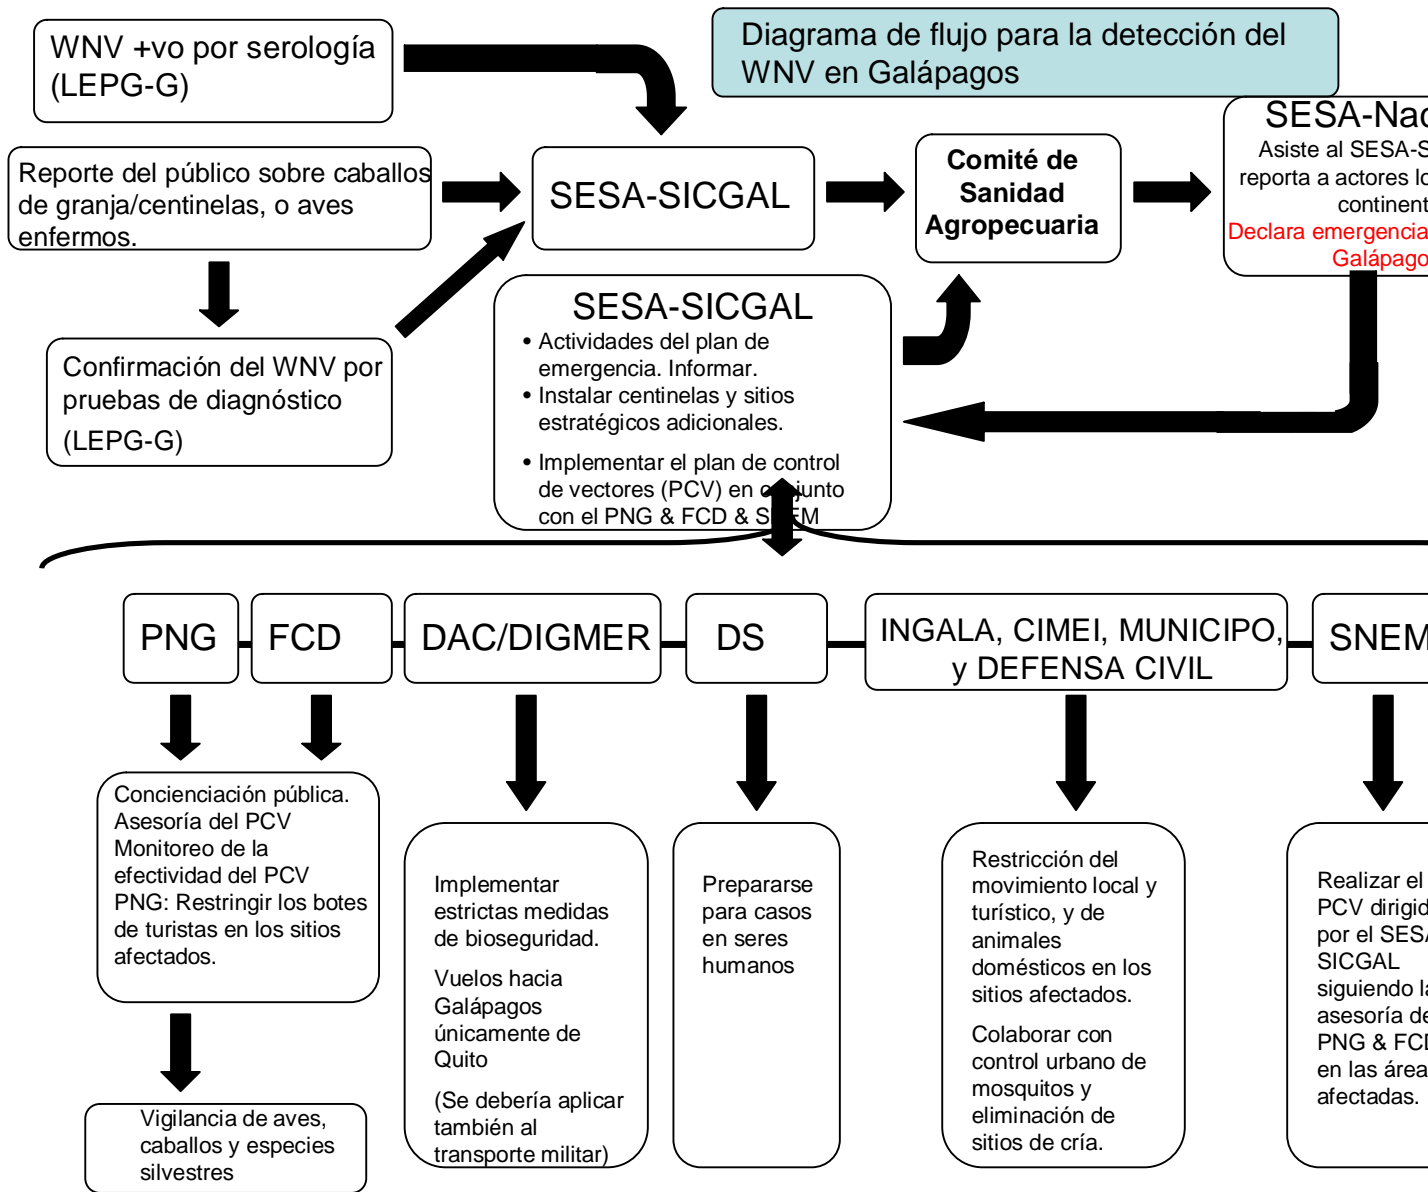 WNV +vo por serología
(LEPG-G)
Diagrama de flujo para la detección del
WNV en Galápagos
Reporte del público sobre caballos
de granja/centinelas, o aves
enfermos.
SESA-SICGAL
Comité de
Sanidad
Agropecuaria
SESA-Nac
Asiste al SESA-S
reporta a actores lo
continent
Declara emergencia
Galápago
Confirmación del WNV por
pruebas de diagnóstico
(LEPG-G)
SESA-SICGAL
• Actividades del plan de
emergencia. Informar.
• Instalar centinelas y sitios
estratégicos adicionales.
• Implementar el plan de control
de vectores (PCV) en conjunto
con el PNG & FCD & SNEM
PNG
FCD
DAC/DIGMER
DS
INGALA, CIMEI, MUNICIPO,
y DEFENSA CIVIL
SNEM
Concienciación pública.
Asesoría del PCV
Monitoreo de la
efectividad del PCV
PNG: Restringir los botes
de turistas en los sitios
afectados.
Vigilancia de aves,
caballos y especies
silvestres
Implementar
estrictas medidas
de bioseguridad.
Vuelos hacia
Galápagos
únicamente de
Quito
(Se debería aplicar
también al
transporte militar)
Prepararse
para casos
en seres
humanos
Restricción del
movimiento local y
turístico, y de
animales
domésticos en los
sitios afectados.
Colaborar con
control urbano de
mosquitos y
eliminación de
sitios de cría.
Realizar el
PCV dirigid
por el SESA
SICGAL
siguiendo la
asesoría de
PNG & FCD
en las área
afectadas.